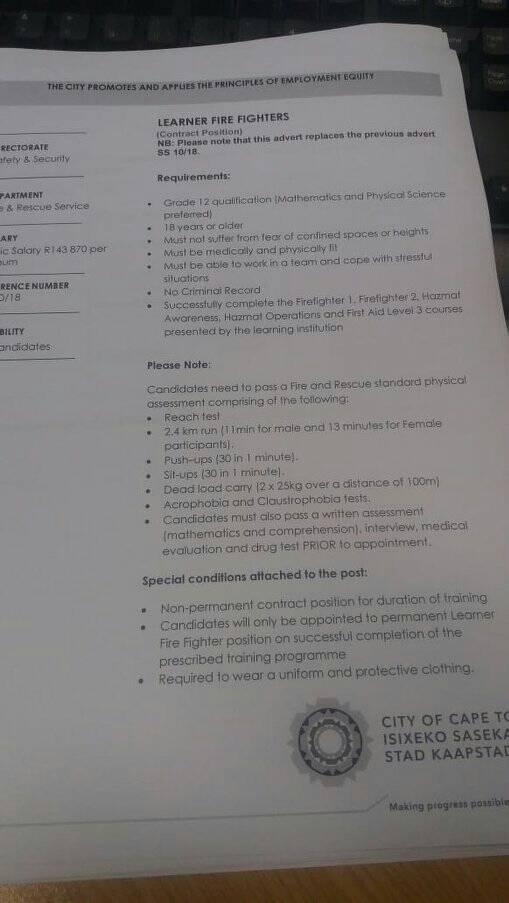 THE CITY PROMOTES AND APPLIES THE PRINCIPLES OF EMPLOYMENT EQUITY
RECTORATE
afety & Security
PARTMENT
e & Rescue Service
ARY
ic Salary R143 870 per
um
RENCE NUMBER
0/18
BILITY
andidates
LEARNER FIRE FIGHTERS
(Contract Position)
NB: Please note that this advert replaces the previous advert
SS 10/18.
Requirements:
• Grade 12 qualification (Mathematics and Physical Science
preferred)
• 18 years or older
• Must not suffer from fear of confined spaces or heights
• Must be medically and physically fit
• Must be able to work in a team and cope with stressful
situations
• No Criminal Record
• Successfully complete the Firefighter 1, Firefighter 2, Hazmat
Awareness, Hazmat Operations and First Aid Level 3 courses
presented by the learning institution
Please Note:
Candidates need to pass a Fire and Rescue standard physical
assessment comprising of the following:
• Reach test
• 2,4 km run (11min for male and 13 minutes for Female
participants).
• Push–ups (30 in 1 minute).
• Sit-ups (30 in 1 minute).
• Dead load carry (2 x 25kg over a distance of 100m)
• Acrophobia and Claustrophobia tests.
• Candidates must also pass a written assessment
(mathematics and comprehension), interview, medical
evaluation and drug test PRIOR to appointment.
Special conditions attached to the post:
• Non-permanent contract position for duration of training
• Candidates will only be appointed to permanent Learner
Fire Fighter position on successful completion of the
prescribed training programme
• Required to wear a uniform and protective clothing.
CITY OF CAPE TO
ISIXEKO SASEKA
STAD KAAPSTAD
Making progress possible